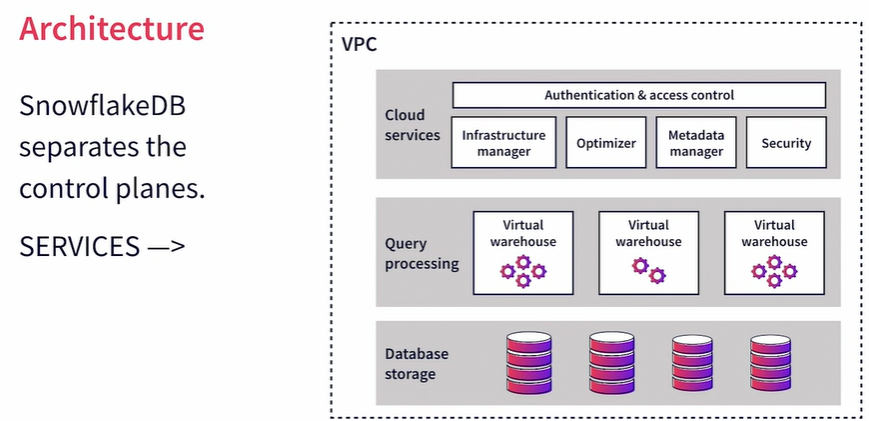 Architecture
SnowflakeDB
separates the
control planes.
SERVICES —>
VPC
Cloud
services
Authentication & access control
Infrastructure
manager
Optimizer
Metadata
manager
Security
Query
processing
Virtual
warehouse
Virtual
warehouse
Virtual
warehouse
Database
storage